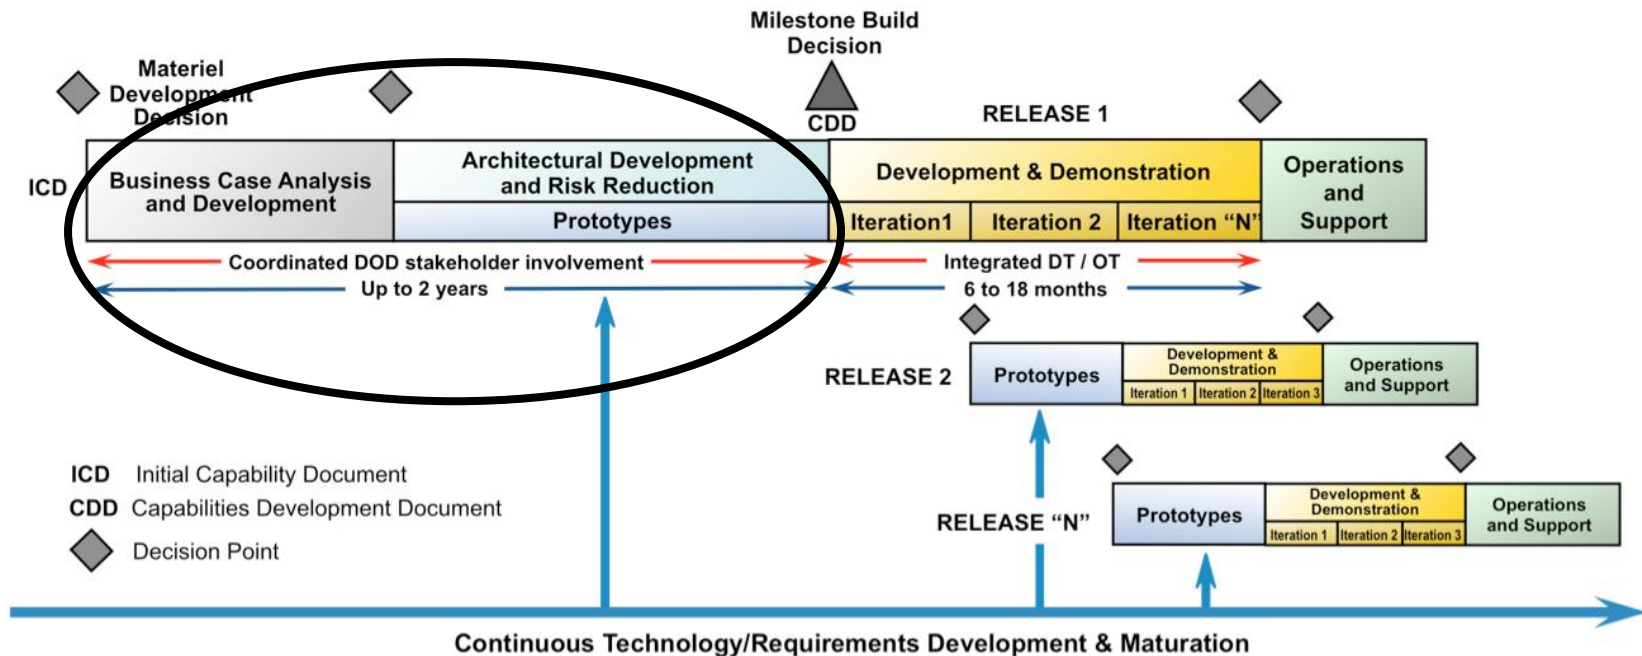 Milestone Build
Decision
Materiel
Development
Decision
CDD
RELEASE 1
ICD
Business Case Analysis
and Development
Architectural Development
and Risk Reduction
Prototypes
Development & Demonstration
Iteration1
Iteration 2
Iteration “N”
Operations
and
Support
Coordinated DOD stakeholder involvement
Integrated DT / OT
Up to 2 years
6 to 18 months
RELEASE 2
Prototypes
Development &
Demonstration
Iteration 1
Iteration 2
Iteration 3
Operations
and Support
ICD Initial Capability Document
CDD Capabilities Development Document
Decision Point
RELEASE “N”
Prototypes
Development &
Demonstration
Iteration 1
Iteration 2
Iteration 3
Operations
and Support
Continuous Technology/Requirements Development & Maturation